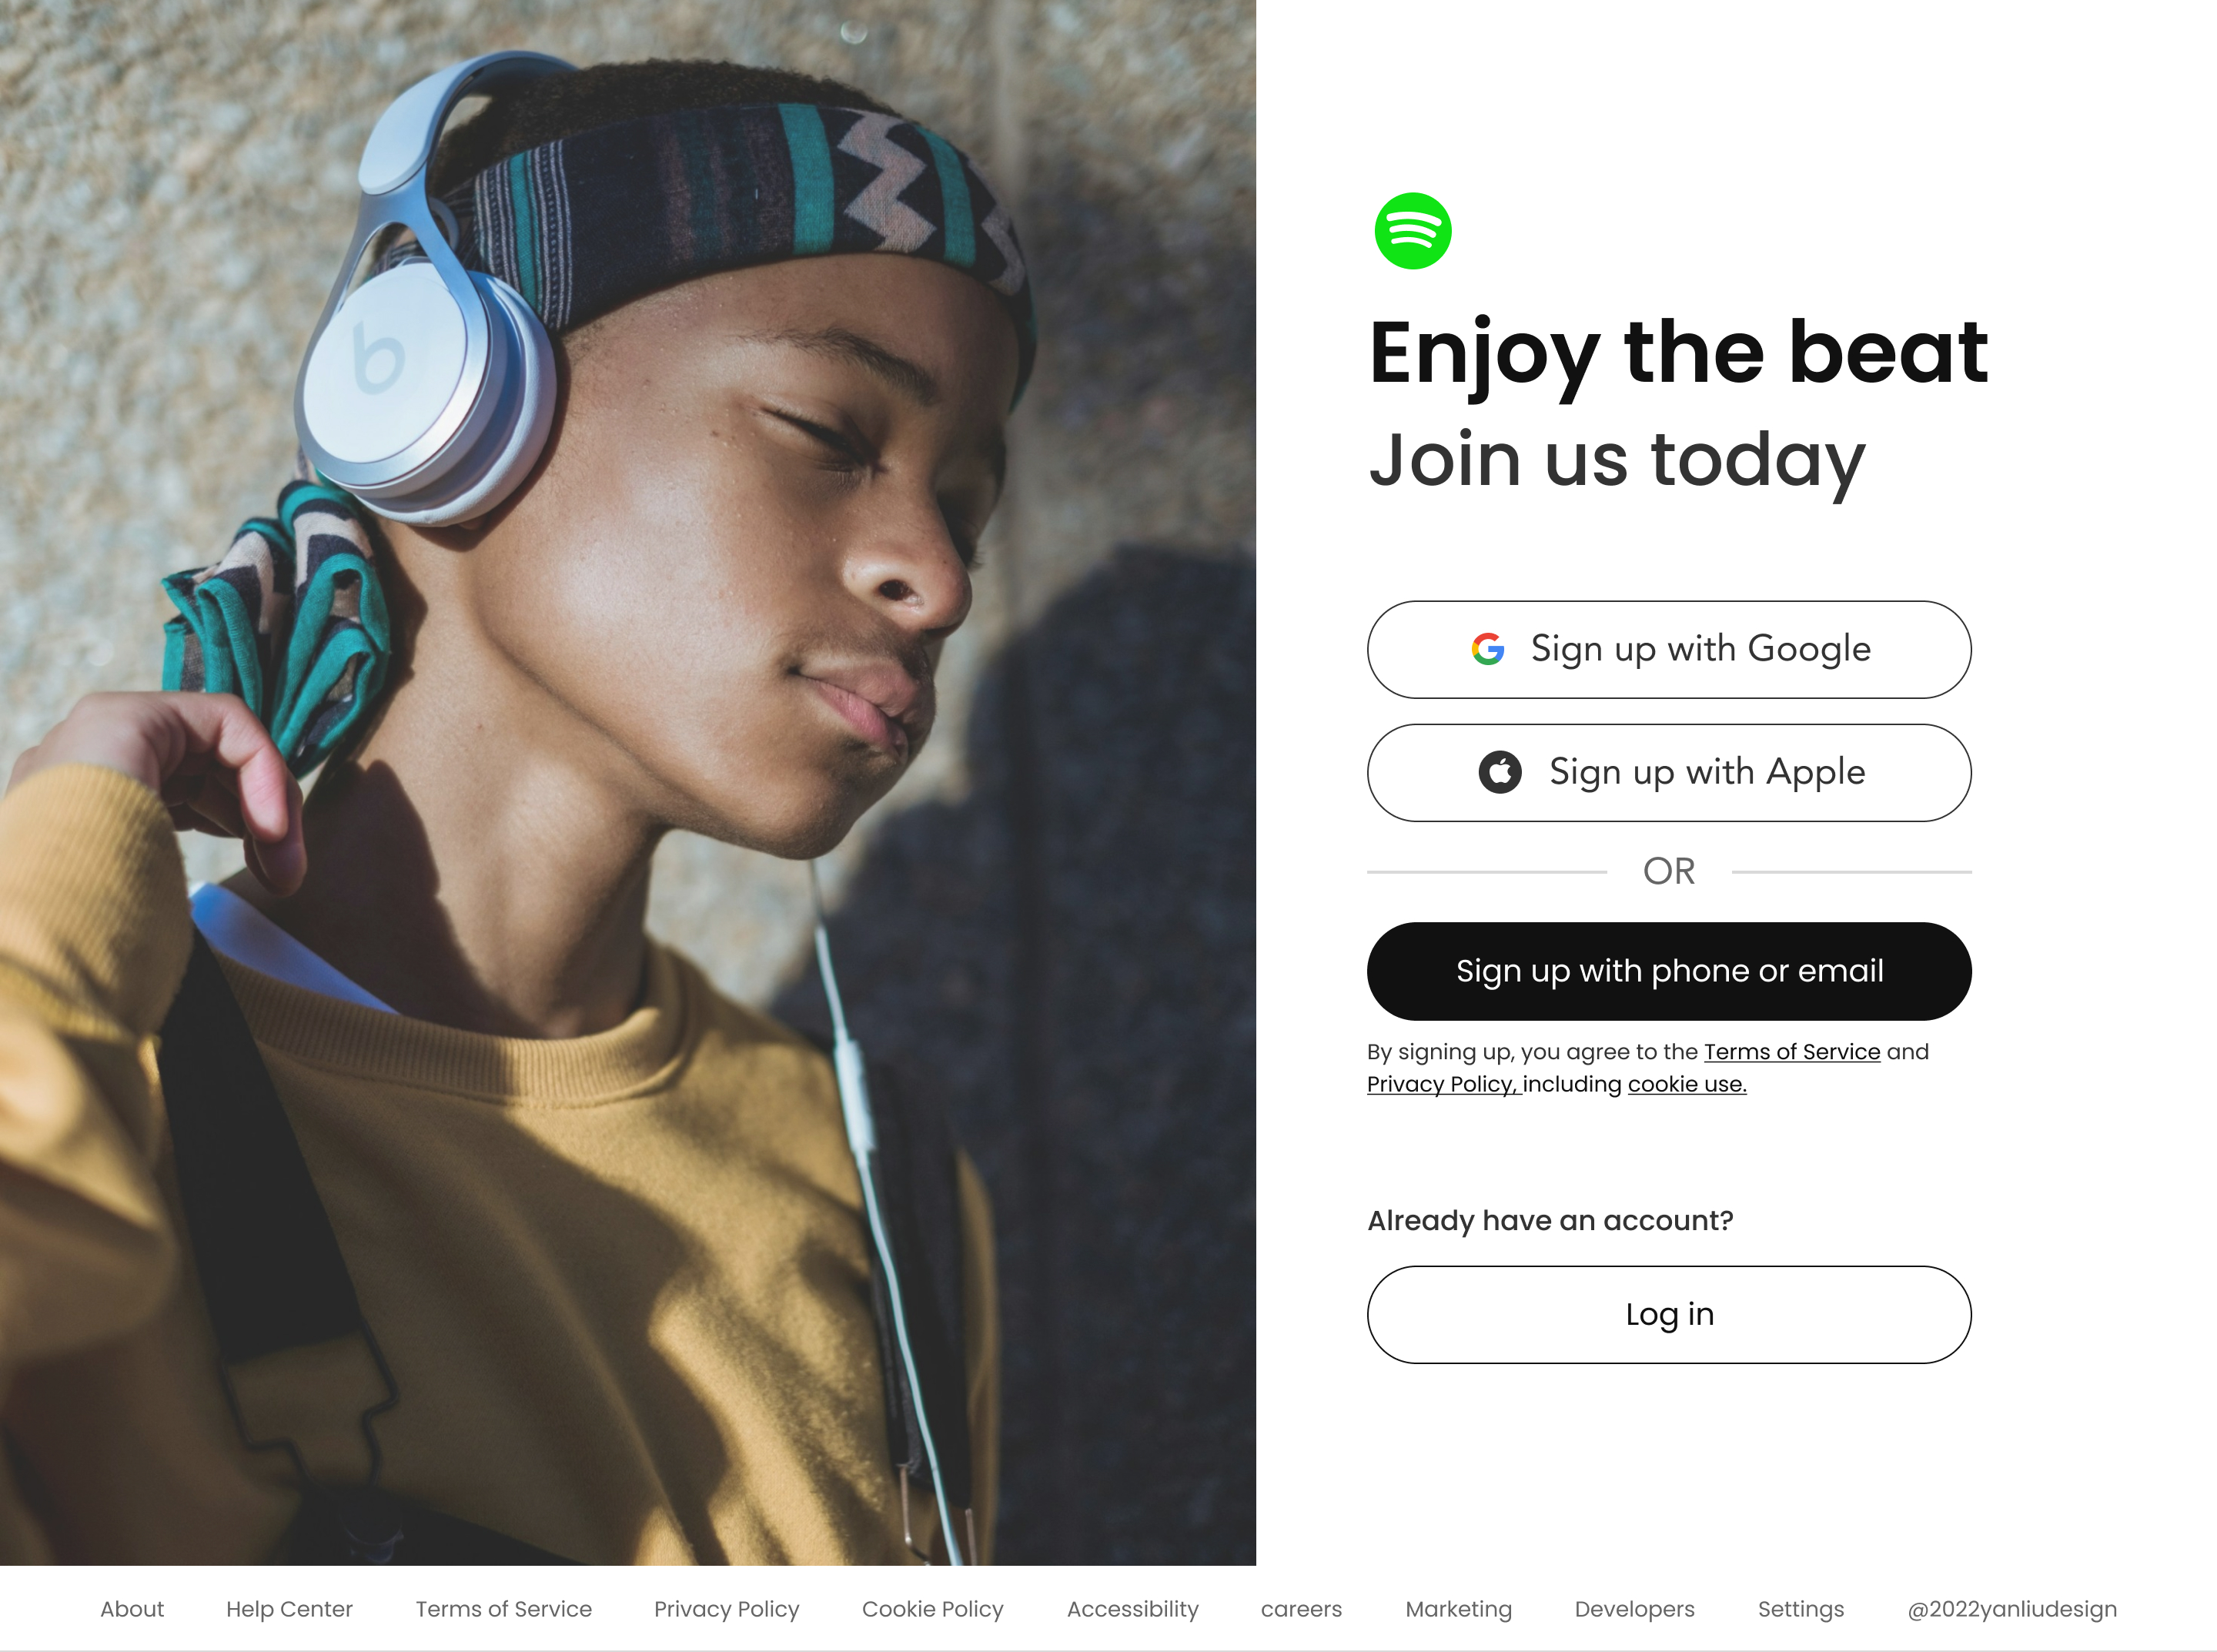 b
Enjoy the beat
Join us today
Sign up with Google
Sign up with Apple
OR
Sign up with phone or email
By signing up, you agree to the Terms of Service and
Privacy Policy, including cookie use.
Already have an account?
Log in
About Help Center Terms of Service Privacy Policy Cookie Policy Accessibility careers Marketing Developers Settings @2022yanliudesign